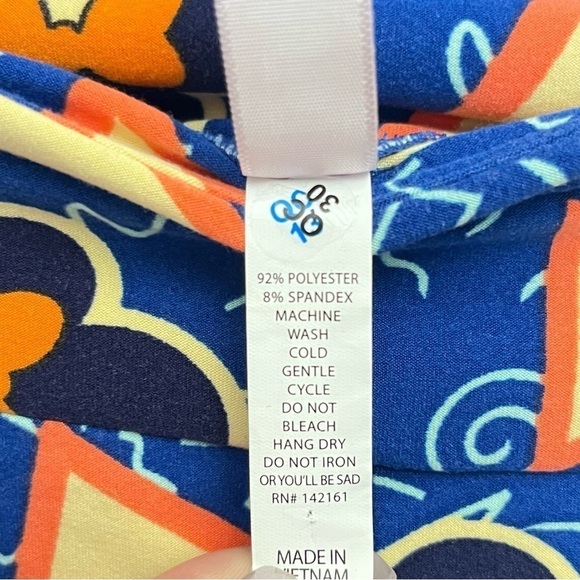 92% POLYESTER
8% SPANDEX
MACHINE
WASH
COLD
GENTLE
CYCLE
DO NOT
BLEACH
HANG DRY
DO NOT IRON
OR YOU'LL BE SAD
RN# 142161
MADE IN
VIETNAM